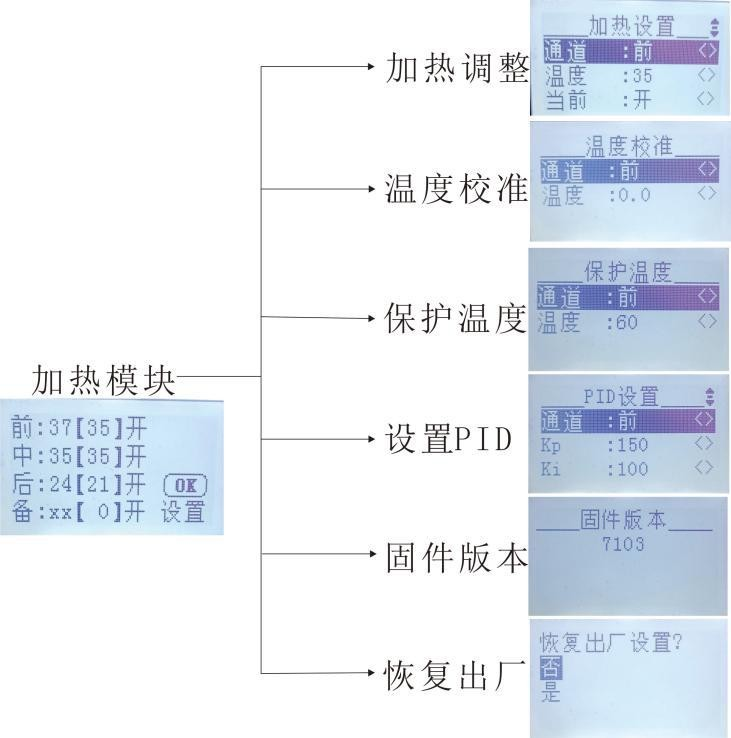 加热模块
前:37【35】开
中:35【35】开
后:24【21】开 OK
备:xx【 0】开 设置
加热调整
加热设置
通道 :前 <>
温度 :35 <>
当前 :开 <>
温度校准
温度校准
通道 :前 <>
温度 :0.0 <>
保护温度
保护温度
通道 :前 <>
温度 :60 <>
设置PID
PID设置
通道 :前 <>
Kp :150 <>
Ki :100 <>
固件版本
固件版本
7103
恢复出厂
恢复出厂设置?
否
是